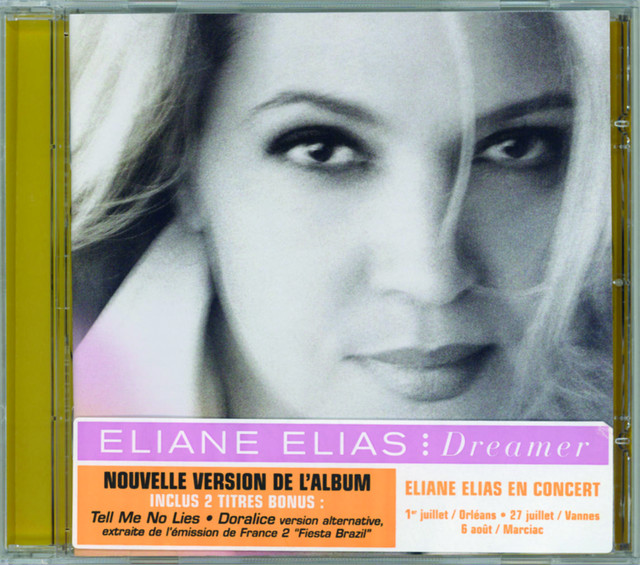 ELIANE ELIAS Dreamer
NOUVELLE VERSION DE L'ALBUM
INCLUS 2 TITRES BONUS :
Tell Me No Lies • Doralice version alternative,
extraite de l'émission de France 2 "Fiesta Brazil"
ELIANE ELIAS EN CONCERT
1er juillet / Orléans • 27 juillet / Vannes
6 août / Marciac